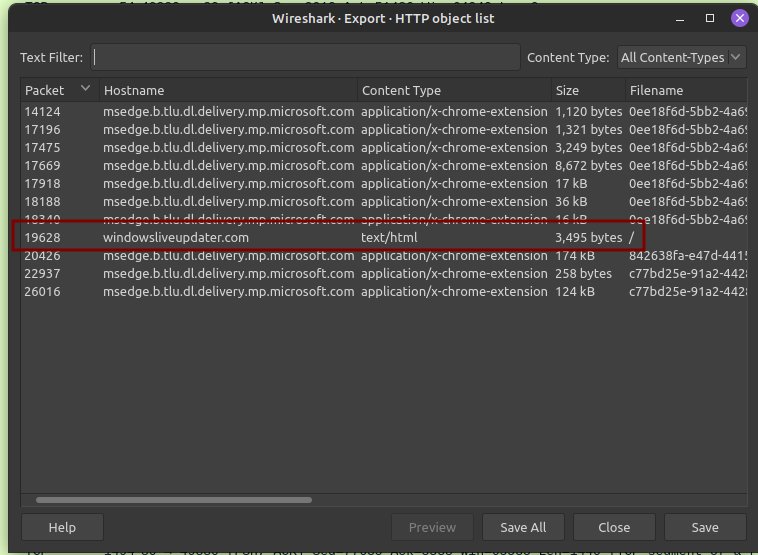 Wireshark · Export · HTTP object list
Text Filter: Content Type: All Content-Types
Packet Hostname Content Type Size Filename
14124 msedge.b.tlu.dl.delivery.mp.microsoft.com application/x-chrome-extension 1,120 bytes 0ee18f6d-5bb2-4a69
17196 msedge.b.tlu.dl.delivery.mp.microsoft.com application/x-chrome-extension 1,321 bytes 0ee18f6d-5bb2-4a69
17475 msedge.b.tlu.dl.delivery.mp.microsoft.com application/x-chrome-extension 3,249 bytes 0ee18f6d-5bb2-4a69
17669 msedge.b.tlu.dl.delivery.mp.microsoft.com application/x-chrome-extension 8,672 bytes 0ee18f6d-5bb2-4a69
17918 msedge.b.tlu.dl.delivery.mp.microsoft.com application/x-chrome-extension 17 kB 0ee18f6d-5bb2-4a69
18188 msedge.b.tlu.dl.delivery.mp.microsoft.com application/x-chrome-extension 36 kB 0ee18f6d-5bb2-4a69
18340 msedge.b.tlu.dl.delivery.mp.microsoft.com application/x-chrome-extension 16 kB 0ee18f6d-5bb2-4a69
19628 windowsliveupdater.com text/html 3,495 bytes /
20426 msedge.b.tlu.dl.delivery.mp.microsoft.com application/x-chrome-extension 174 kB 842638fa-e47d-4415
22937 msedge.b.tlu.dl.delivery.mp.microsoft.com application/x-chrome-extension 258 bytes c77bd25e-91a2-4428
26016 msedge.b.tlu.dl.delivery.mp.microsoft.com application/x-chrome-extension 124 kB c77bd25e-91a2-4428
Help Preview Save All Close Save